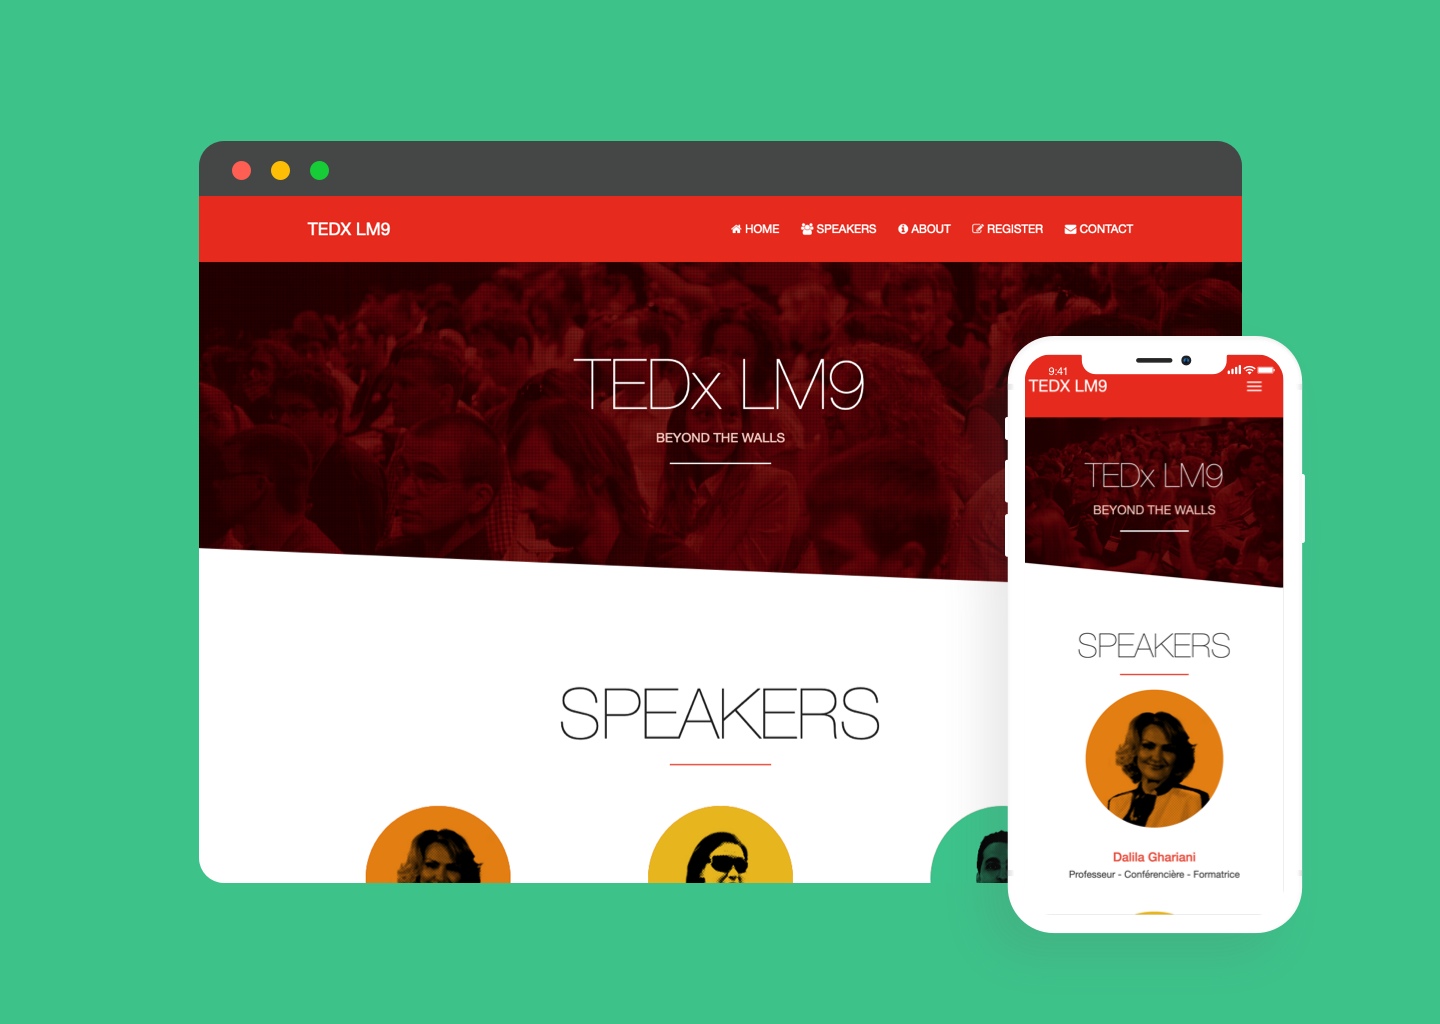 TEDX LM9
HOME SPEAKERS ABOUT REGISTER CONTACT
TEDx LM9
BEYOND THE WALLS
SPEAKERS
9:41
TEDX LM9
TEDx LM9
BEYOND THE WALLS
SPEAKERS
Dalila Ghariani
Professeur - Conférencière - Formatrice